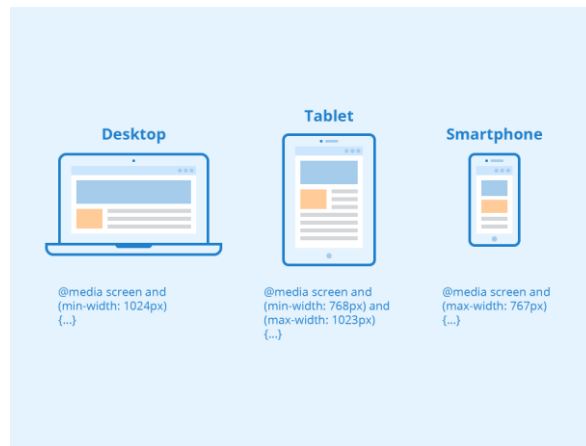 Desktop
@media screen and
(min-width: 1024px)
{...}
Tablet
@media screen and
(min-width: 768px) and
(max-width: 1023px)
{...}
Smartphone
@media screen and
(max-width: 767px)
{...}